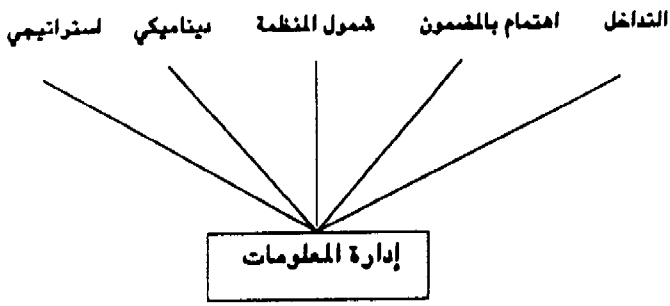 التداخل اهتمام بالمضمون شمول المنظمة ديناميكي استراتيجي
إدارة المعلومات